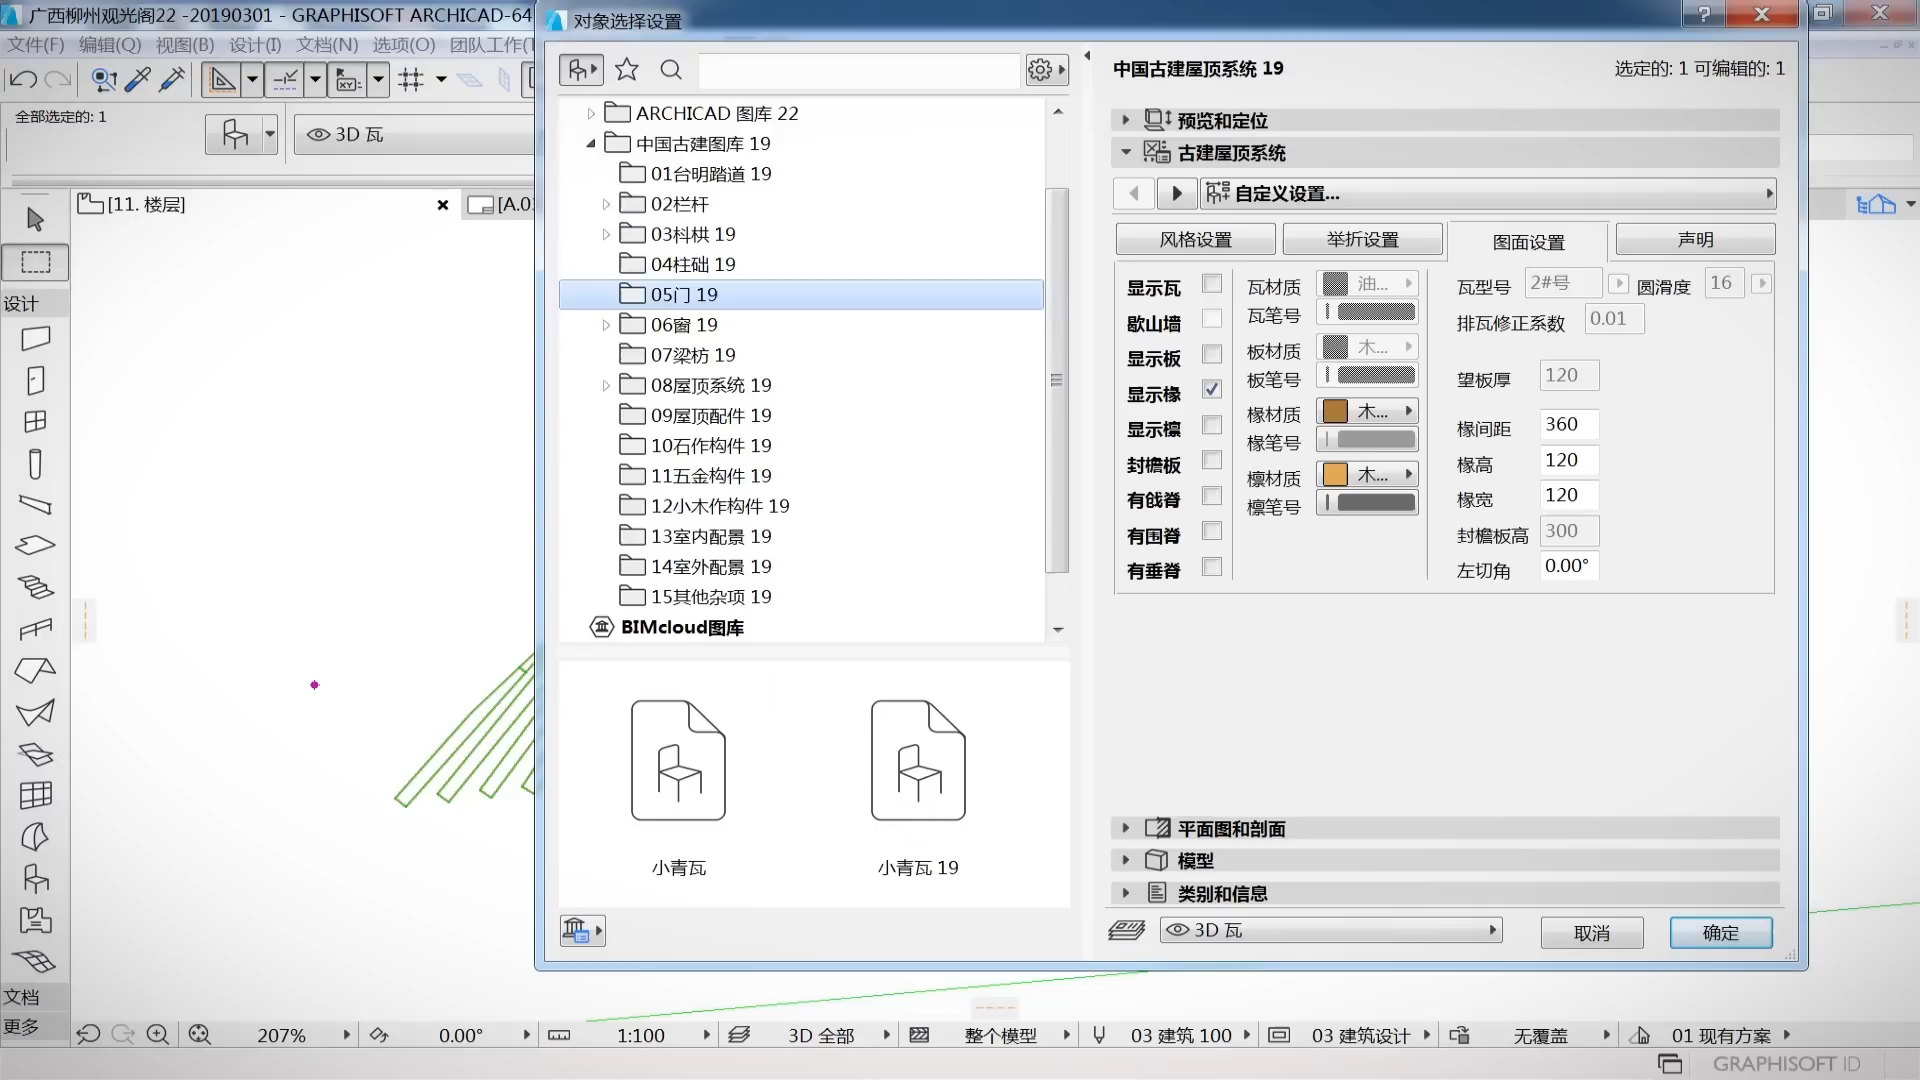 广西柳州观光阁22 -20190301 - GRAPHISOFT ARCHICAD-64
文件(F) 编辑(Q) 视图(B) 设计(I) 文档(N) 选项(O) 团队工作(T
全部选定的: 1
3D 瓦
[11. 楼层]
[A.0
设计
文档
更多
对象选择设置
ARCHICAD 图库 22
中国古建图库 19
01台明踏道 19
02栏杆
03枓栱 19
04柱础 19
05门 19
06窗 19
07梁枋 19
08屋顶系统 19
09屋顶配件 19
10石作构件 19
11五金构件 19
12小木作构件 19
13室内配景 19
14室外配景 19
15其他杂项 19
BIMcloud图库
小青瓦
小青瓦 19
中国古建屋顶系统 19
选定的: 1 可编辑的: 1
预览和定位
古建屋顶系统
自定义设置...
风格设置 举折设置 图面设置 声明
显示瓦
歇山墙
显示板
显示椽
显示檩
封檐板
有戗脊
有围脊
有垂脊
瓦材质 油...
瓦笔号
板材质 木...
板笔号
椽材质 木...
椽笔号
檩材质 木...
檩笔号
瓦型号 2#号 圆滑度 16
排瓦修正系数 0.01
望板厚 120
椽间距 360
椽高 120
椽宽 120
封檐板高 300
左切角 0.00°
平面图和剖面
模型
类别和信息
3D 瓦
取消
确定
207% 0.00° 1:100 3D 全部 整个模型 03 建筑 100 03 建筑设计 无覆盖 01 现有方案
GRAPHISOFT ID